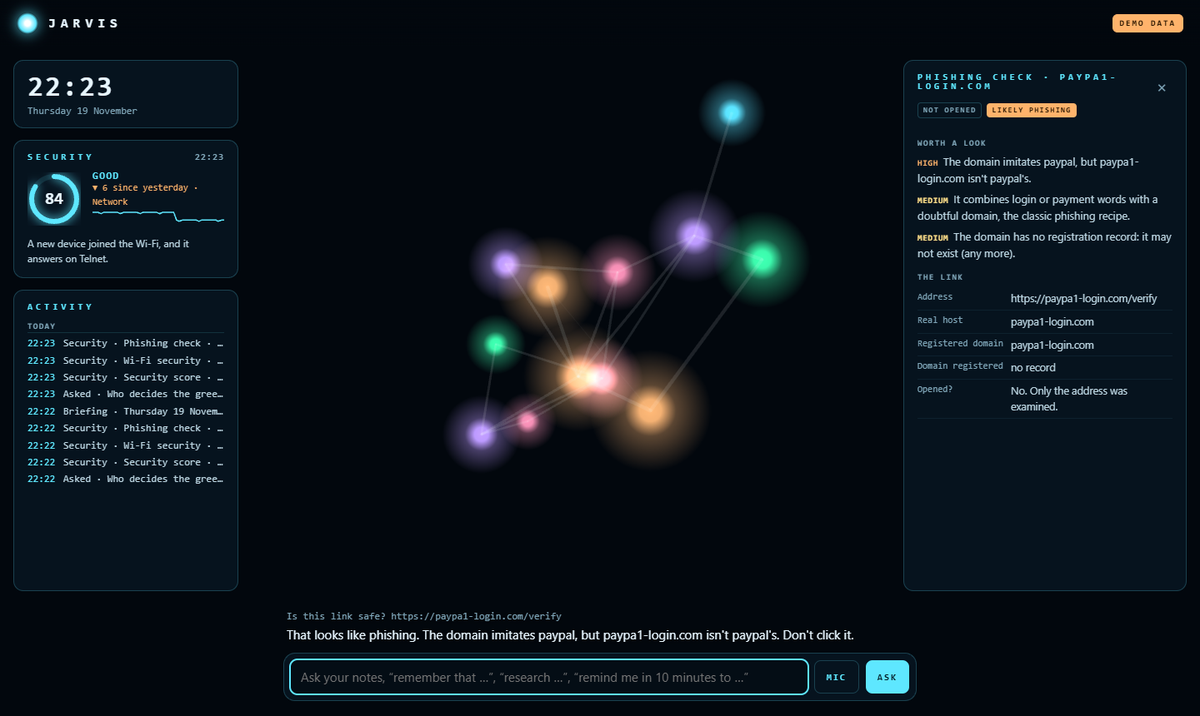 JARVIS
DEMO DATA
22:23
Thursday 19 November
SECURITY 22:23
84
GOOD
▼ 6 since yesterday ·
Network
A new device joined the Wi-Fi, and it
answers on Telnet.
ACTIVITY
TODAY
22:23 Security · Phishing check · …
22:23 Security · Wi-Fi security · …
22:23 Security · Security score · …
22:23 Asked · Who decides the gree…
22:22 Briefing · Thursday 19 Novem…
22:22 Security · Phishing check · …
22:22 Security · Wi-Fi security · …
22:22 Security · Security score · …
22:22 Asked · Who decides the gree…
PHISHING CHECK · PAYPA1-
LOGIN.COM
×
NOT OPENED LIKELY PHISHING
WORTH A LOOK
HIGH The domain imitates paypal, but paypa1-
login.com isn't paypal's.
MEDIUM It combines login or payment words with a
doubtful domain, the classic phishing recipe.
MEDIUM The domain has no registration record: it may
not exist (any more).
THE LINK
Address https://paypa1-login.com/verify
Real host paypa1-login.com
Registered domain paypa1-login.com
Domain registered no record
Opened? No. Only the address was
examined.
Is this link safe? https://paypa1-login.com/verify
That looks like phishing. The domain imitates paypal, but paypa1-login.com isn't paypal's. Don't click it.
Ask your notes, “remember that …”, “research …”, “remind me in 10 minutes to …”
MIC
ASK